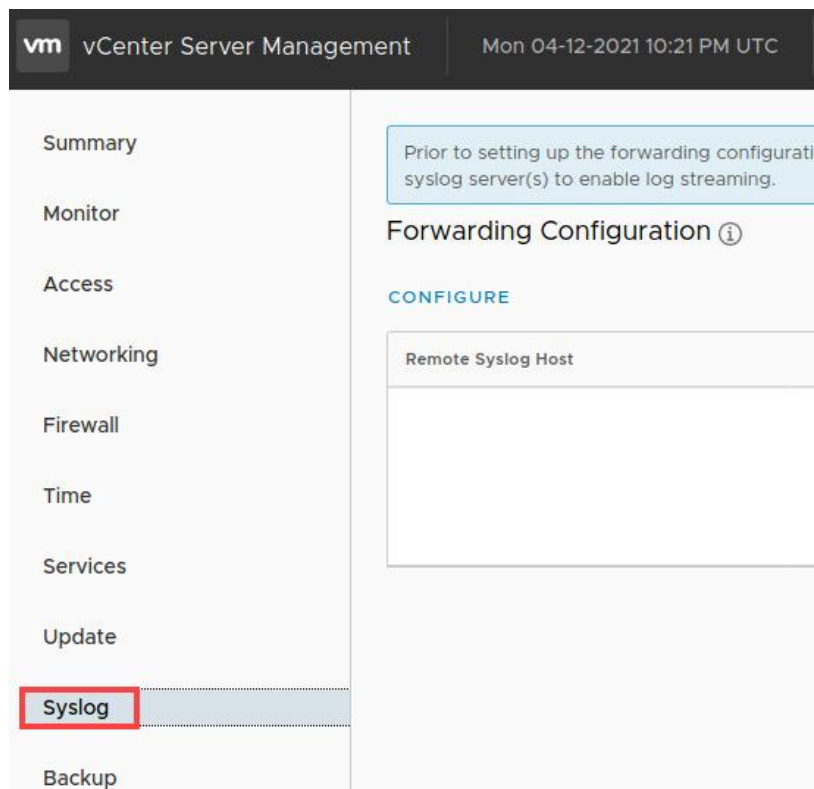 vm vCenter Server Management Mon 04-12-2021 10:21 PM UTC
Summary
Monitor
Access
Networking
Firewall
Time
Services
Update
Syslog
Backup
Prior to setting up the forwarding configurati
syslog server(s) to enable log streaming.
Forwarding Configuration
CONFIGURE
Remote Syslog Host